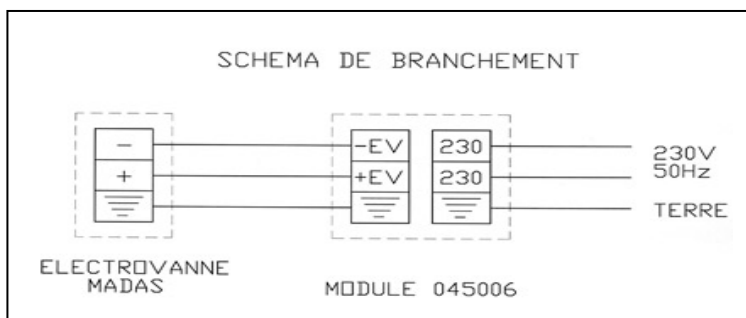 SCHEMA DE BRANCHEMENT
- -EV 230
+ +EV 230
230V
50Hz
TERRE
ELECTROVANNE
MADAS
MODULE 045006